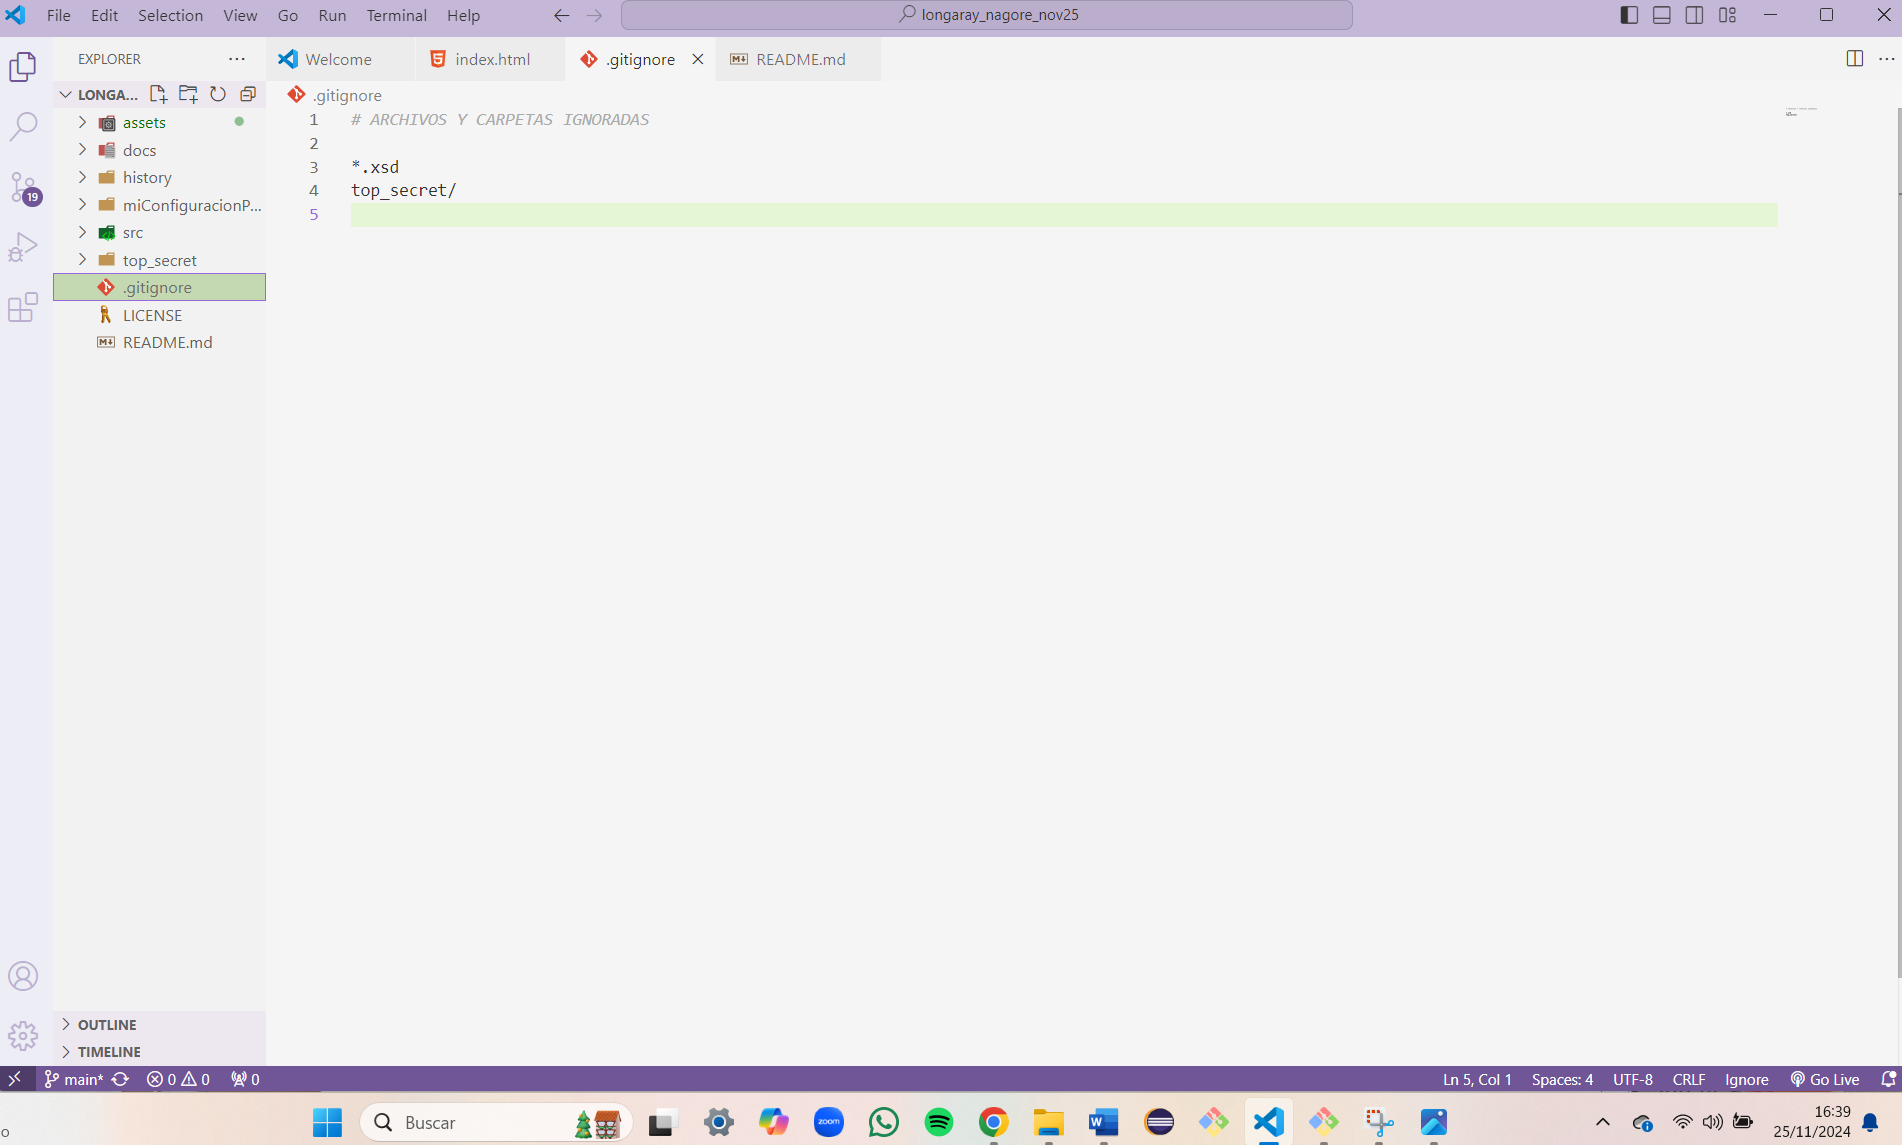 File Edit Selection View Go Run Terminal Help
longaray_nagore_nov25
EXPLORER
Welcome
index.html
.gitignore
README.md
LONGA...
.gitignore
assets
docs
history
miConfiguracionP...
src
top_secret
.gitignore
LICENSE
README.md
19
1 # ARCHIVOS Y CARPETAS IGNORADAS
2
3 *.xsd
4 top_secret/
5
OUTLINE
TIMELINE
main* 0 0 0
Ln 5, Col 1 Spaces: 4 UTF-8 CRLF Ignore Go Live
o
Buscar
zoom
W
16:39
25/11/2024